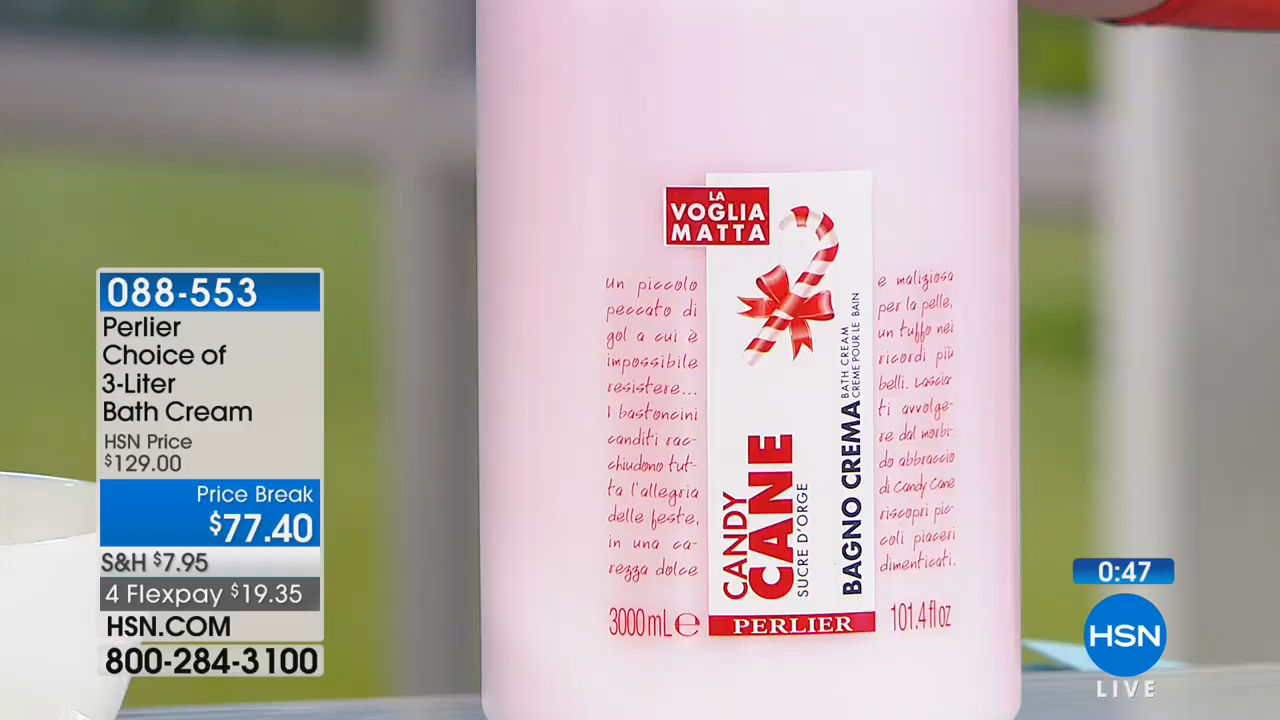 088-553
Perlier
Choice of
3-Liter
Bath Cream
HSN Price
$129.00
Price Break
$77.40
S&H $7.95
4 Flexpay $19.35
HSN.COM
800-284-3100
LA
VOGLIA
MATTA
un piccolo
peccato di
gol a cui è
impossibile
resistere...
I bastoncini
canditi rac-
chiudono tut-
ta l'allegria
delle feste,
in una ca-
rezza dolce
CANDY
CANE
SUCRE D'ORGE
BAGNO CREMA
BATH CREAM
CREME POUR LE BAIN
e maliziosa
per la pelle,
un tuffo nei
ricordi più
belli. Lascia
ti avvolge-
re dal morbi-
do abbraccio
di Candy Cane
riscopri pic-
coli piaceri
dimenticati.
3000 mL e
PERLIER
101.4 fl oz
0:47
HSN
LIVE